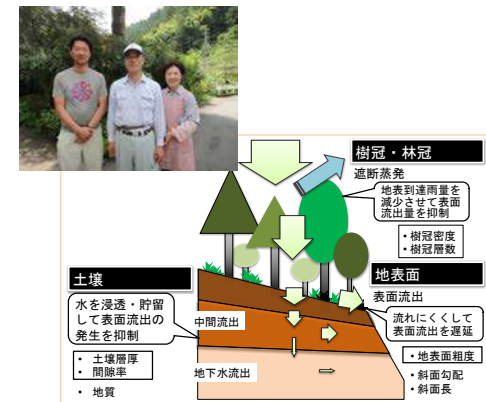 樹冠・林冠
遮断蒸発
地表到達雨量を
減少させて表面
流出量を抑制
・樹冠密度
・樹冠層数
土壌
水を浸透・貯留
して表面流出の
発生を抑制
・ 土壌層厚
・ 間隙率
・ 地質
中間流出
地下水流出
地表面
表面流出
流れにくくして
表面流出を遅延
・地表面粗度
・斜面勾配
・斜面長